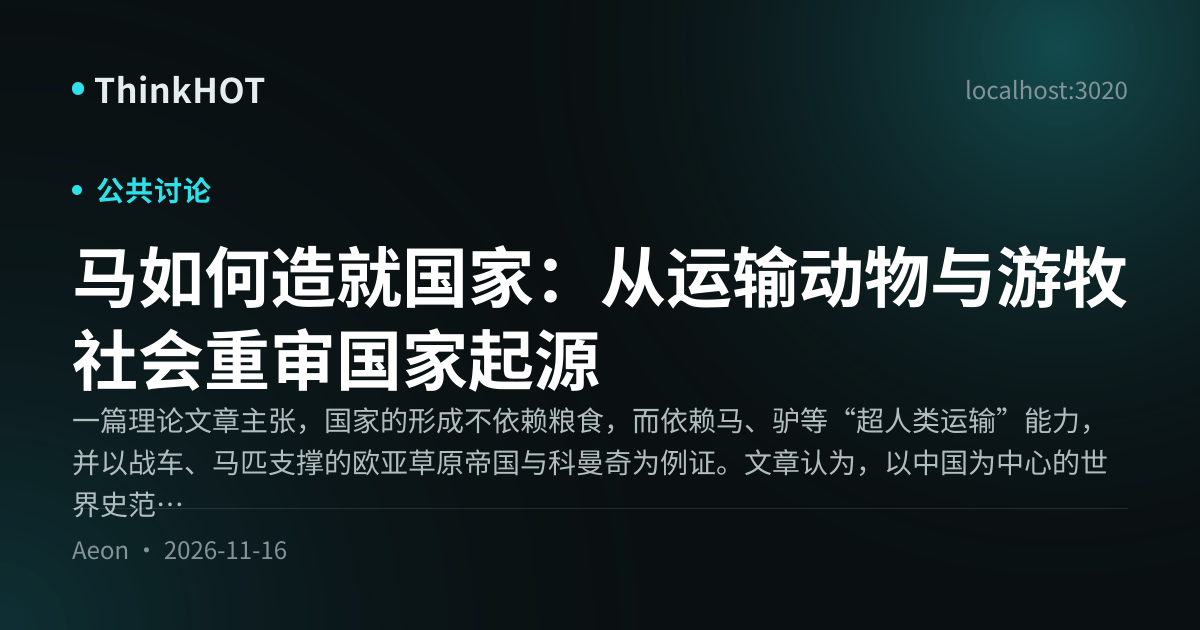 ThinkHOT
localhost:3020
公共讨论
马如何造就国家：从运输动物与游牧
社会重审国家起源
一篇理论文章主张，国家的形成不依赖粮食，而依赖马、驴等“超人类运输”能力，
并以战车、马匹支撑的欧亚草原帝国与科曼奇为例证。文章认为，以中国为中心的世
界史范…
Aeon • 2026-11-16